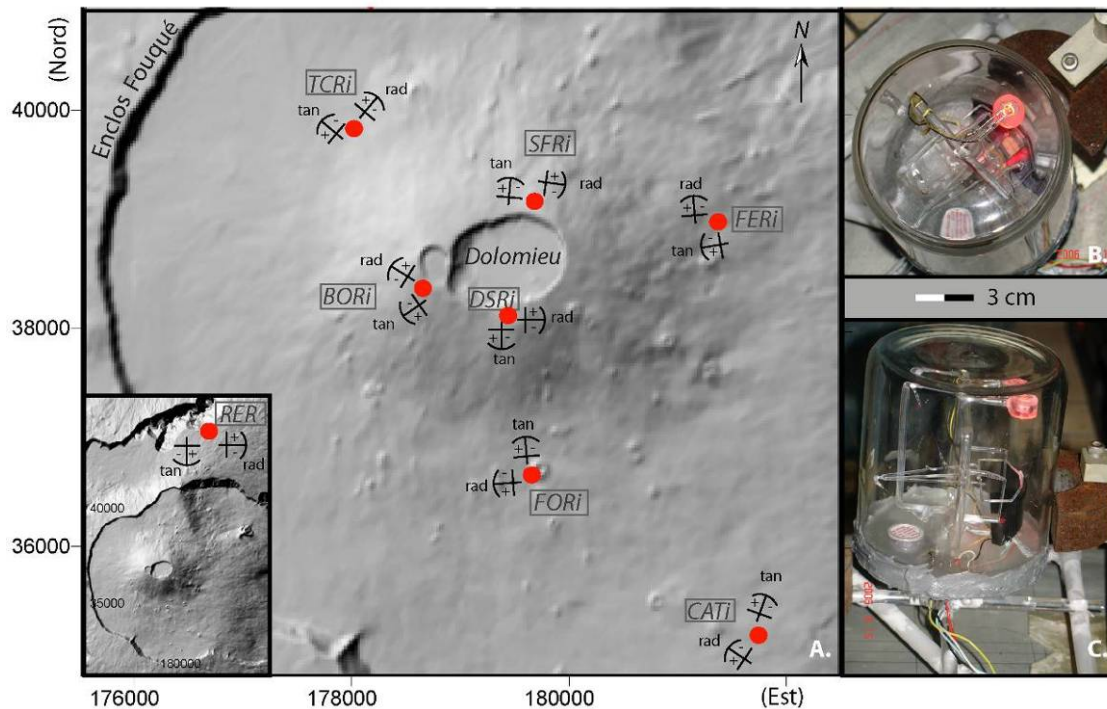 (Nord)
40000
38000
36000
176000
178000
180000
(Est)
Enclos Fouqué
N
TCRi
rad
tan
+
-
+
-
SFRi
tan
rad
+
-
+
-
FERi
rad
tan
+
-
+
-
Dolomieu
BORi
rad
tan
+
-
-
+
DSRi
rad
tan
+
-
+
-
tan
rad
FORi
+
-
-
+
CATi
tan
rad
+
-
-
+
A.
RER
tan
rad
-
+
+
-
40000
35000
180000
2006
B.
3 cm
C.